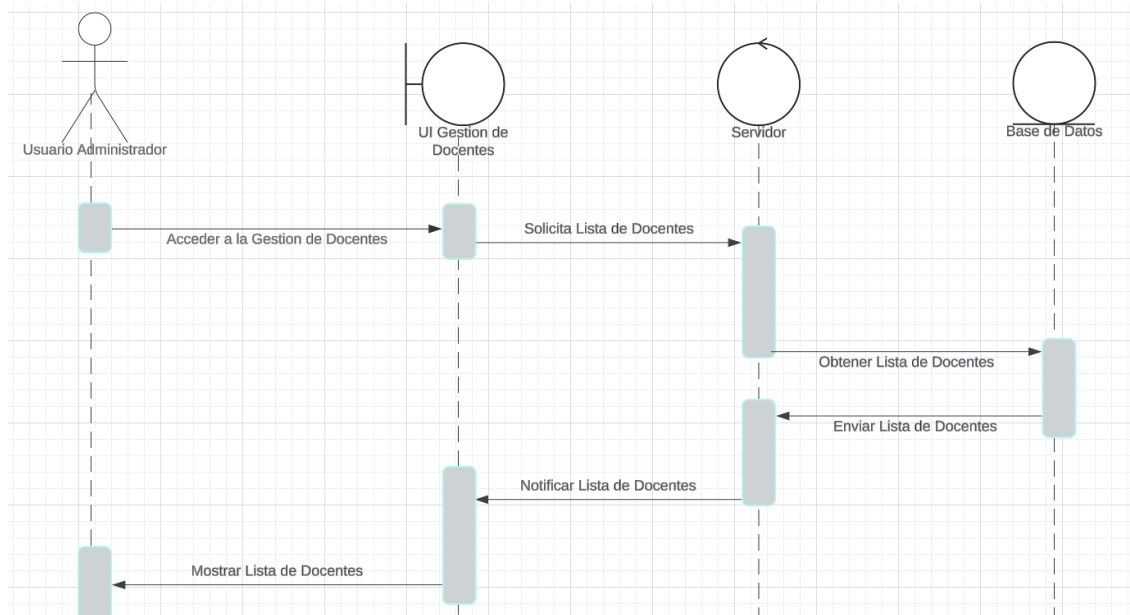 Usuario Administrador
UI Gestion de
Docentes
Servidor
Base de Datos
Acceder a la Gestion de Docentes
Solicita Lista de Docentes
Obtener Lista de Docentes
Enviar Lista de Docentes
Notificar Lista de Docentes
Mostrar Lista de Docentes